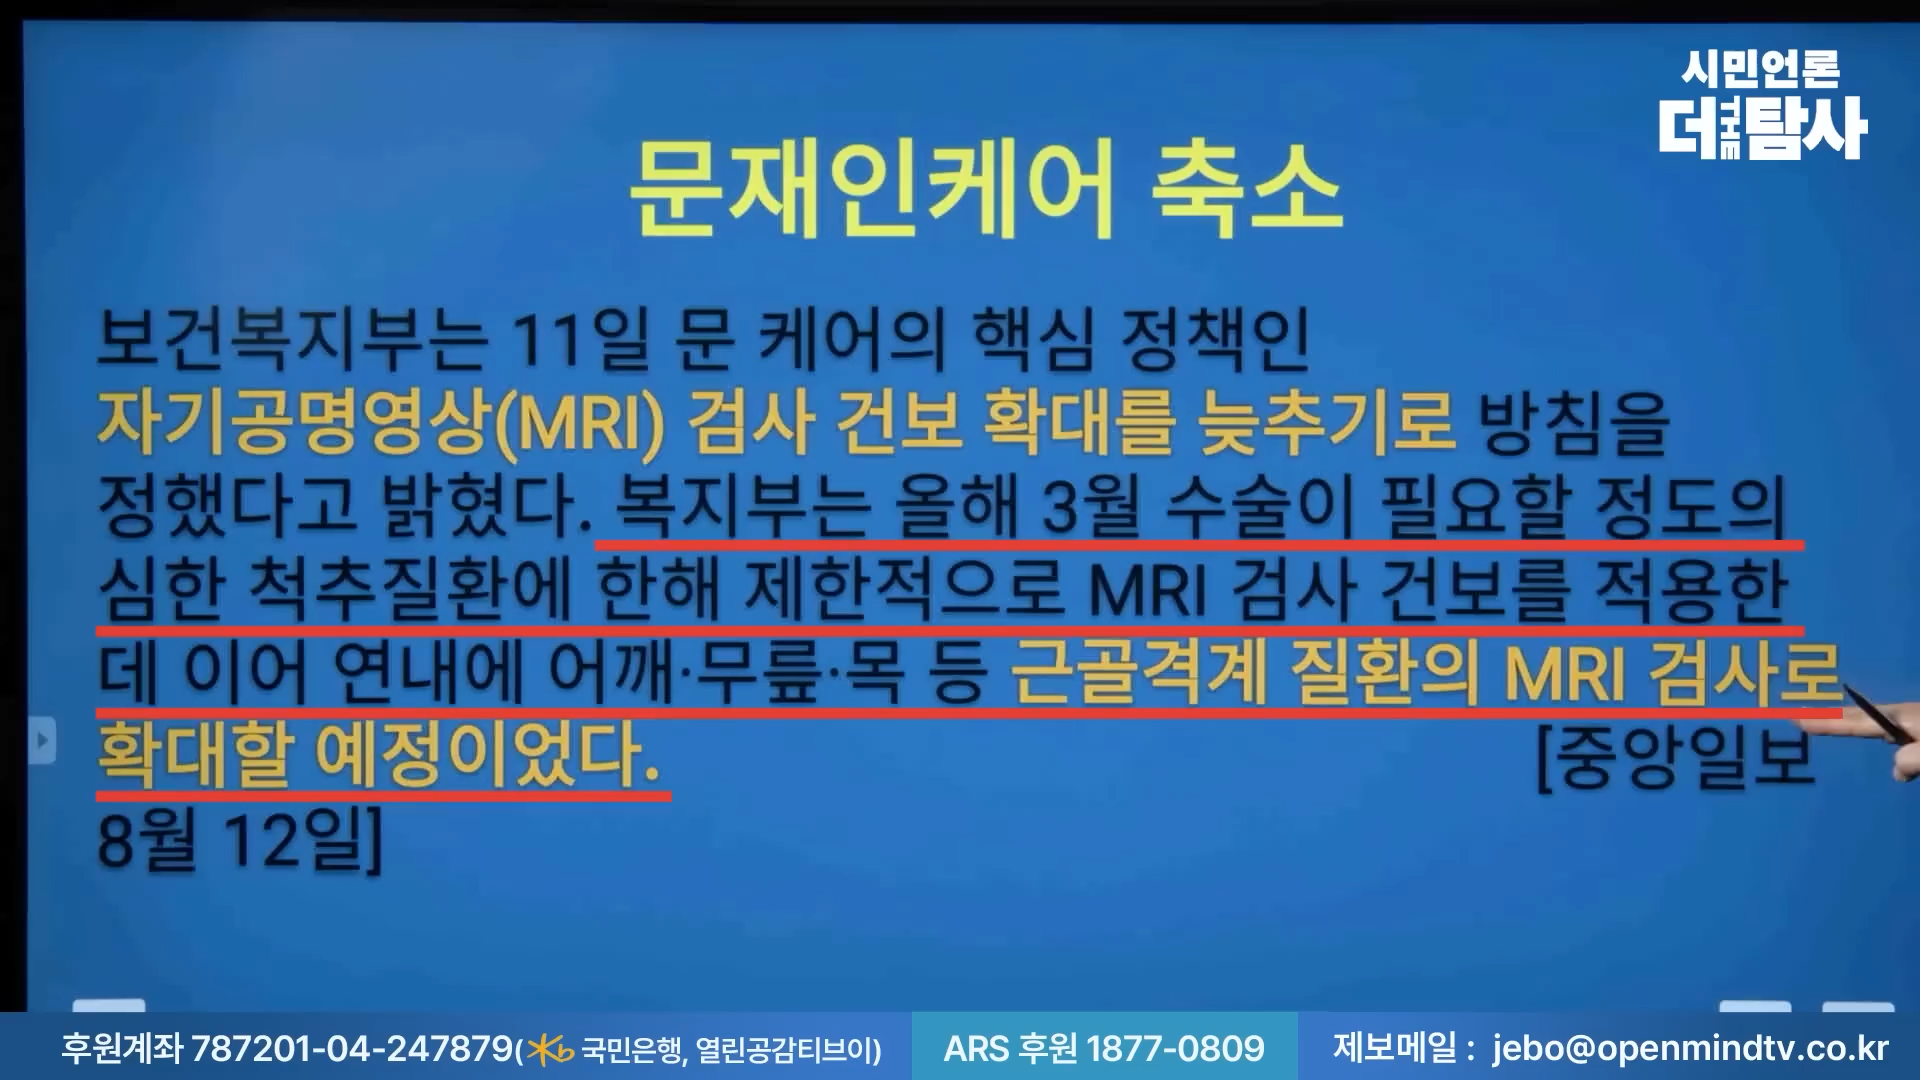 시민언론
더탐사
문재인케어 축소
보건복지부는 11일 문 케어의 핵심 정책인
자기공명영상(MRI) 검사 건보 확대를 늦추기로 방침을
정했다고 밝혔다. 복지부는 올해 3월 수술이 필요할 정도의
심한 척추질환에 한해 제한적으로 MRI 검사 건보를 적용한
데 이어 연내에 어깨·무릎·목 등 근골격계 질환의 MRI 검사로
확대할 예정이었다. [중앙일보
8월 12일]
후원계좌 787201-04-247879( 국민은행, 열린공감티브이)
ARS 후원 1877-0809
제보메일 : jebo@openmindtv.co.kr